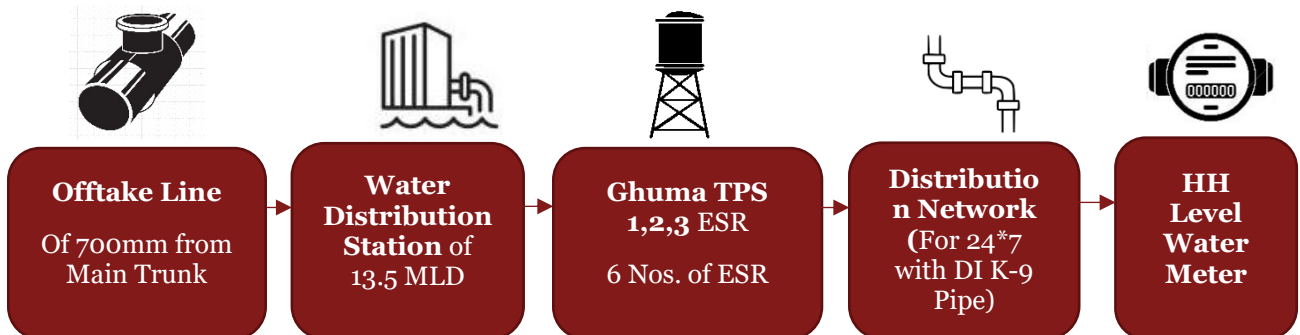 Offtake Line
Of 700mm from
Main Trunk
Water
Distribution
Station of
13.5 MLD
Ghuma TPS
1,2,3 ESR
6 Nos. of ESR
Distributio
n Network
(For 24*7
with DI K-9
Pipe)
000000
HH
Level
Water
Meter